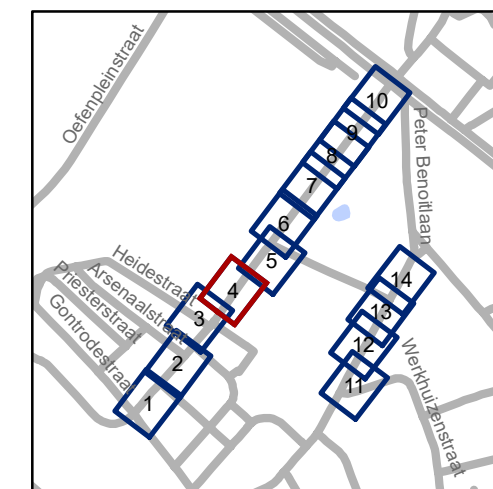 Oefenpleinstraat
10
Peter Benoitlaan
9
8
7
6
5
14
Heidestraat
4
Arsenaalstraat
13
Priesterstraat
3
Gontrodestraat
12
2
Werkhuizenstraat
11
1